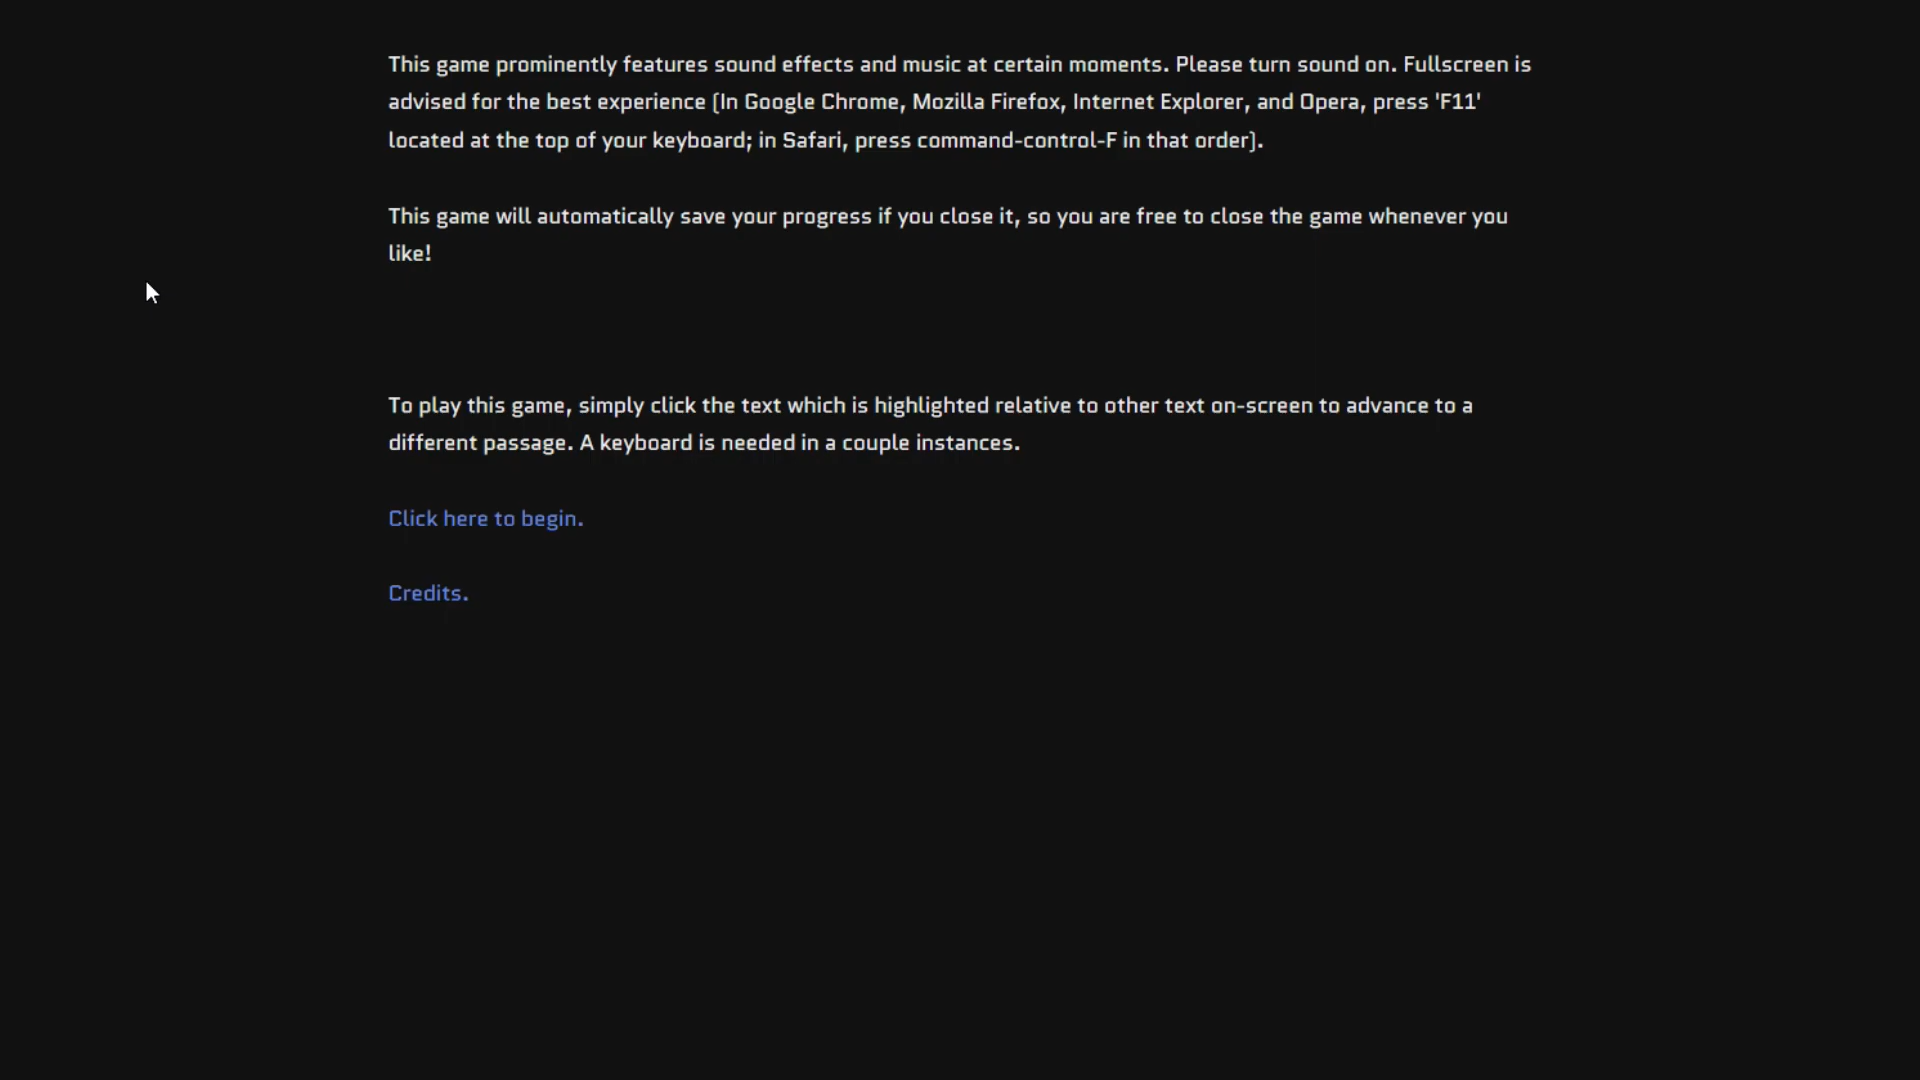 This game prominently features sound effects and music at certain moments. Please turn sound on. Fullscreen is
advised for the best experience (In Google Chrome, Mozilla Firefox, Internet Explorer, and Opera, press 'F11'
located at the top of your keyboard; in Safari, press command-control-F in that order).
This game will automatically save your progress if you close it, so you are free to close the game whenever you
like!
To play this game, simply click the text which is highlighted relative to other text on-screen to advance to a
different passage. A keyboard is needed in a couple instances.
Click here to begin.
Credits.